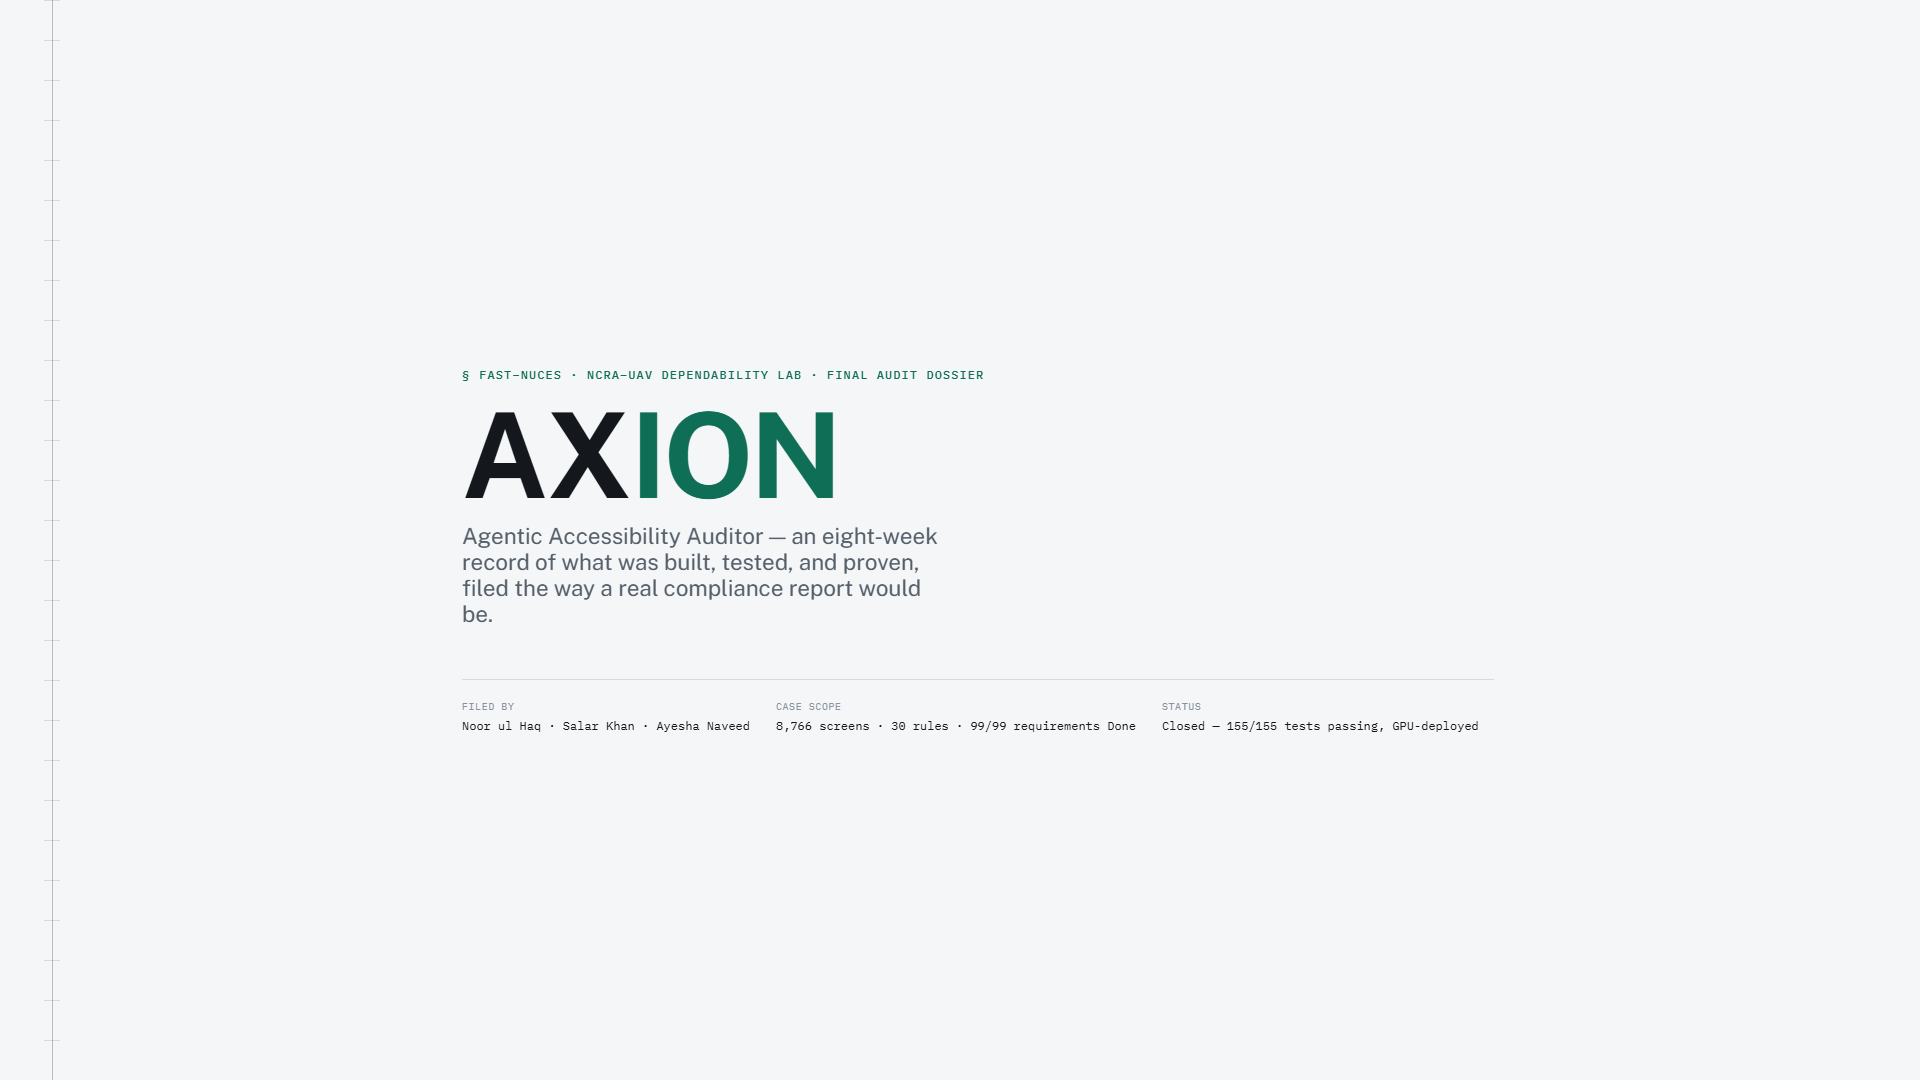 § FAST–NUCES · NCRA–UAV DEPENDABILITY LAB · FINAL AUDIT DOSSIER
AXION
Agentic Accessibility Auditor — an eight-week
record of what was built, tested, and proven,
filed the way a real compliance report would
be.
FILED BY
Noor ul Haq · Salar Khan · Ayesha Naveed
CASE SCOPE
8,766 screens · 30 rules · 99/99 requirements Done
STATUS
Closed — 155/155 tests passing, GPU-deployed